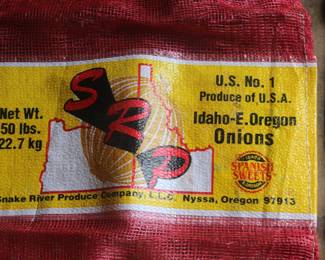 Net Wt.
50 lbs.
22.7 kg
SRP
U.S. No. 1
Produce of U.S.A.
Idaho-E.Oregon
Onions
SPANISH
SWEETS
Snake River Produce Company, L.L.C. Nyssa, Oregon 97913